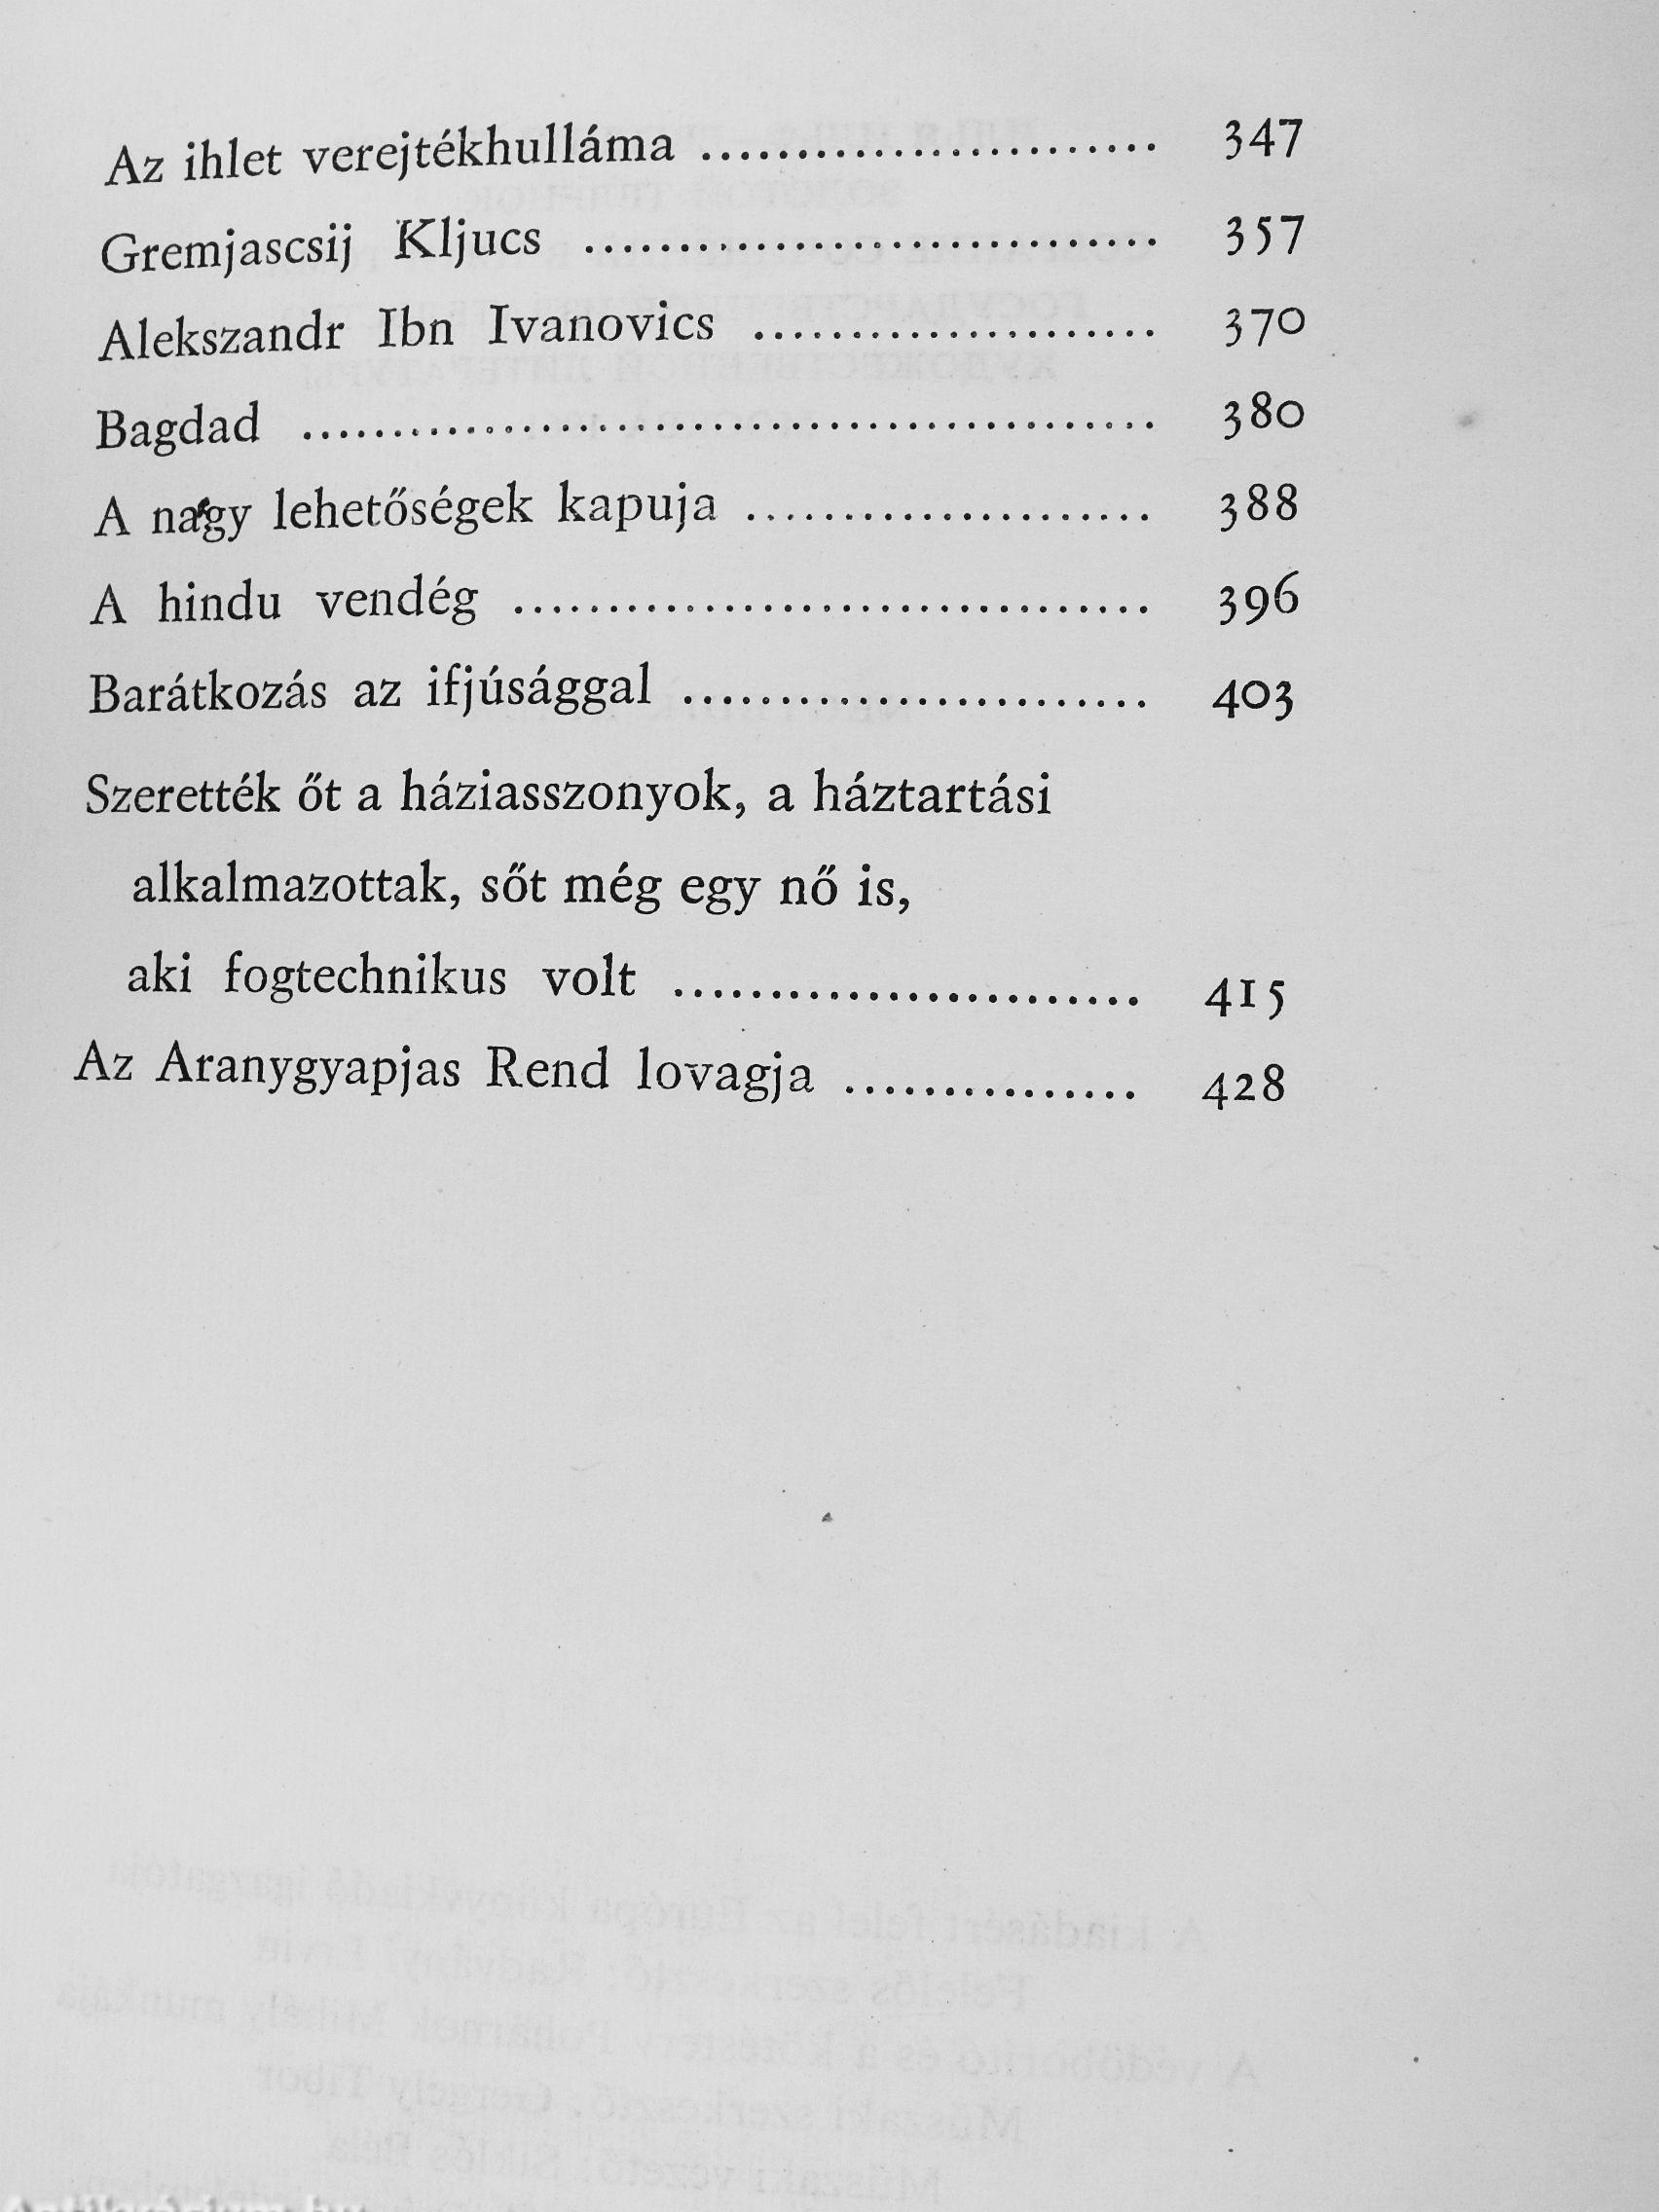 Az ihlet verejtékhulláma ........................ 347
Gremjascsij Kljucs .............................. 357
Alekszandr Ibn Ivanovics ..................... 370
Bagdad ............................................. 380
A nagy lehetőségek kapuja ..................... 388
A hindu vendég ................................. 396
Barátkozás az ifjúsággal ........................ 403
Szerették őt a háziasszonyok, a háztartási
alkalmazottak, sőt még egy nő is,
aki fogtechnikus volt ........................ 415
Az Aranygyapjas Rend lovagja ............... 428